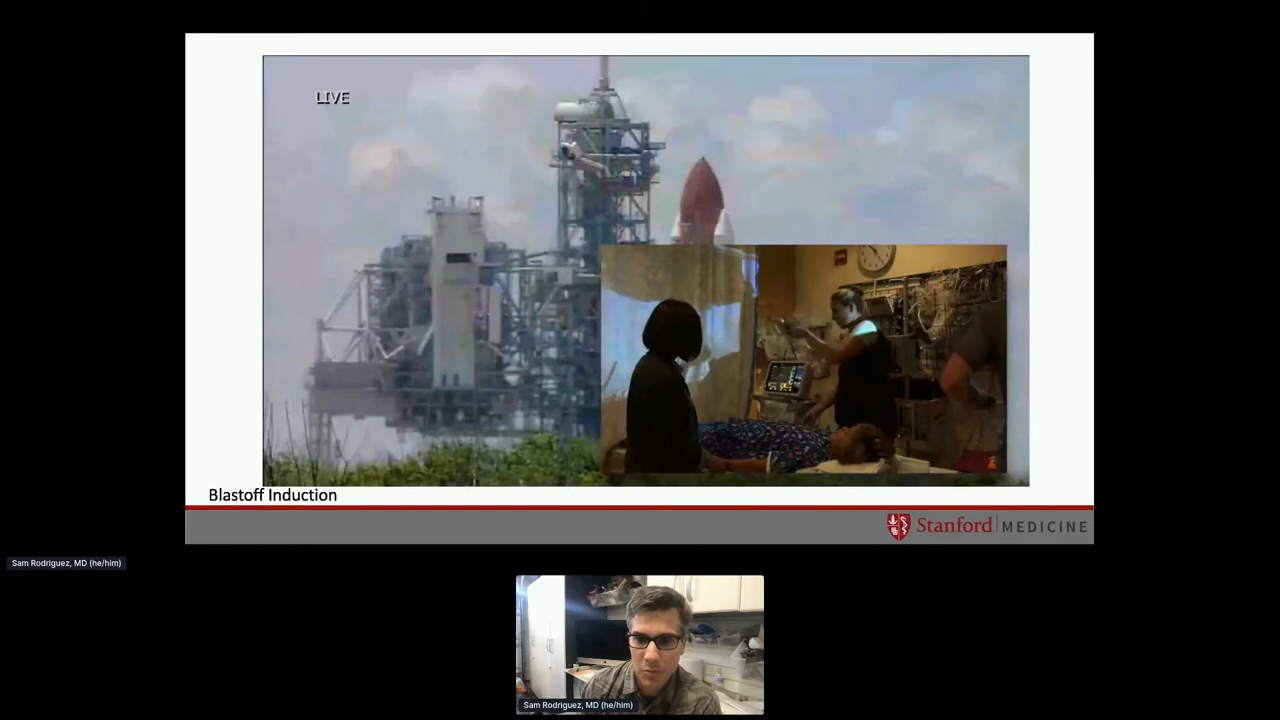 LIVE
Blastoff Induction
Stanford MEDICINE
Sam Rodriguez, MD (he/him)
Sam Rodriguez, MD (he/him)